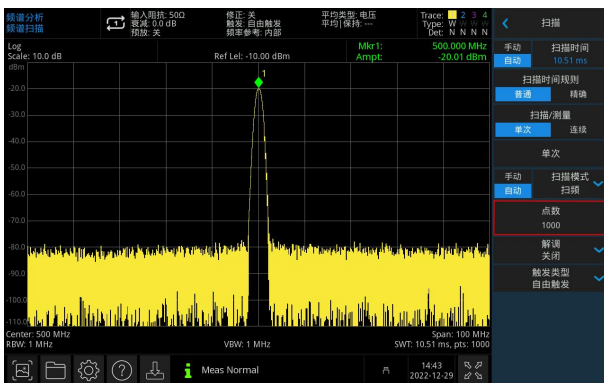 频谱分析
频谱扫描
输入阻抗: 50Ω
衰减: 0.0 dB
预放: 关
修正: 关
触发: 自由触发
频率参考: 内部
平均类型: 电压
平均|保持: ---
Trace: 1 2 3 4
Type: W W W W
Det: N N N N
Log
Scale: 10.0 dB
Ref Lel: -10.00 dBm
Mkr1: 500.000 MHz
Ampt: -20.01 dBm
dBm
1
-20.0
-30.0
-40.0
-50.0
-60.0
-70.0
-80.0
-90.0
-100.0
-110.0
Center: 500 MHz
Span: 100 MHz
RBW: 1 MHz
VBW: 1 MHz
SWT: 10.51 ms, pts: 1000
Meas Normal
14:43
2022-12-29
扫描
手动
自动
扫描时间
10.51 ms
扫描时间规则
普通
精确
扫描/测量
单次
连续
单次
手动
自动
扫描模式
扫频
点数
1000
解调
关闭
触发类型
自由触发